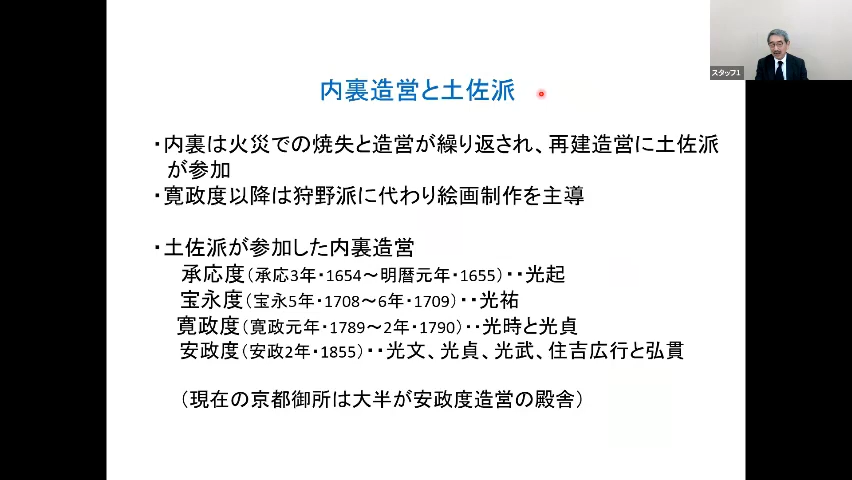 スタッフ1
内裏造営と土佐派
・内裏は火災での焼失と造営が繰り返され、再建造営に土佐派
が参加
・寛政度以降は狩野派に代わり絵画制作を主導
・土佐派が参加した内裏造営
承応度（承応3年・1654～明暦元年・1655）・・光起
宝永度（宝永5年・1708～6年・1709）・・光祐
寛政度（寛政元年・1789～2年・1790）・・光時と光貞
安政度（安政2年・1855）・・光文、光貞、光武、住吉広行と弘貫
（現在の京都御所は大半が安政度造営の殿舎）